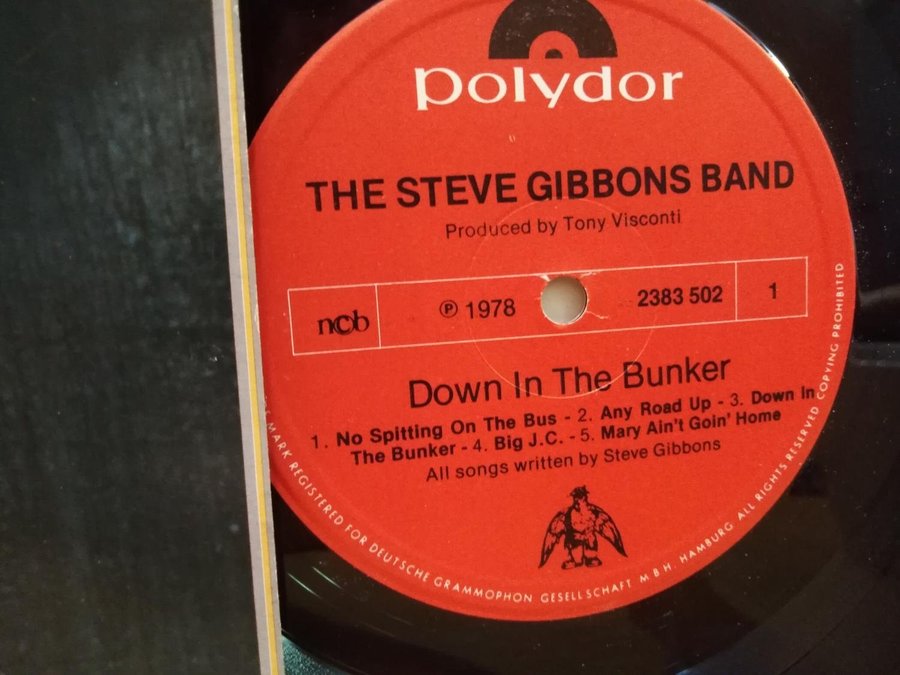 polydor
THE STEVE GIBBONS BAND
Produced by Tony Visconti
ncb
℗ 1978
2383 502
1
Down In The Bunker
1. No Spitting On The Bus - 2. Any Road Up - 3. Down In
The Bunker - 4. Big J.C. - 5. Mary Ain't Goin' Home
All songs written by Steve Gibbons
MARK REGISTERED FOR DEUTSCHE GRAMMOPHON GESELLSCHAFT M B H. HAMBURG ALL RIGHTS RESERVED COPYING PROHIBITED